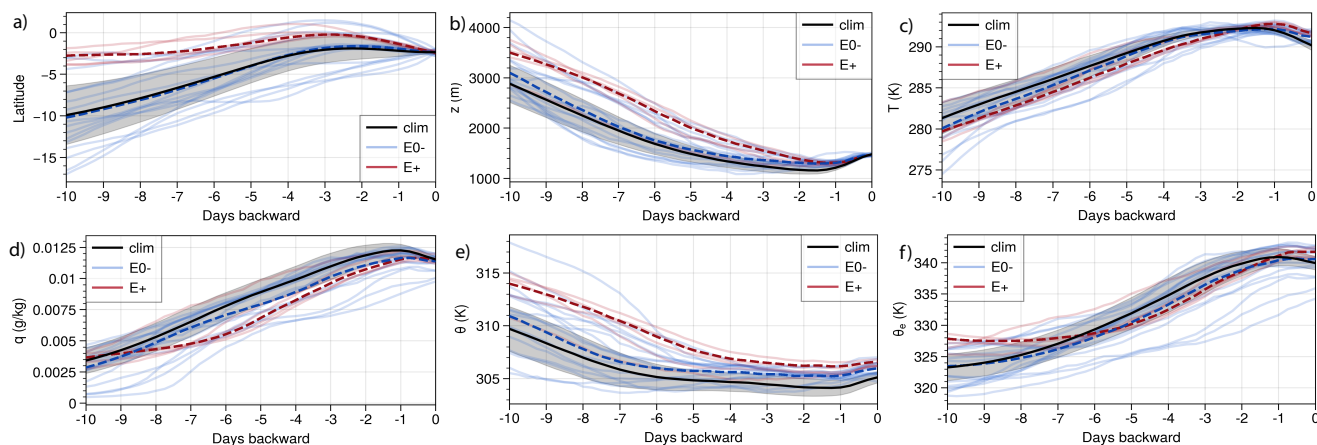 a)
0
−5
−10
−15
Latitude
clim
E0-
E+
-10 -9 -8 -7 -6 -5 -4 -3 -2 -1 0
Days backward
b)
4000
3000
2000
1000
z (m)
clim
E0-
E+
-10 -9 -8 -7 -6 -5 -4 -3 -2 -1 0
Days backward
c)
290
285
280
275
T (K)
clim
E0-
E+
-10 -9 -8 -7 -6 -5 -4 -3 -2 -1 0
Days backward
d)
0.0125
0.01
0.0075
0.005
0.0025
0
q (g/kg)
clim
E0-
E+
-10 -9 -8 -7 -6 -5 -4 -3 -2 -1 0
Days backward
e)
315
310
305
θ (K)
clim
E0-
E+
-10 -9 -8 -7 -6 -5 -4 -3 -2 -1 0
Days backward
f)
340
335
330
325
320
θe (K)
clim
E0-
E+
-10 -9 -8 -7 -6 -5 -4 -3 -2 -1 0
Days backward